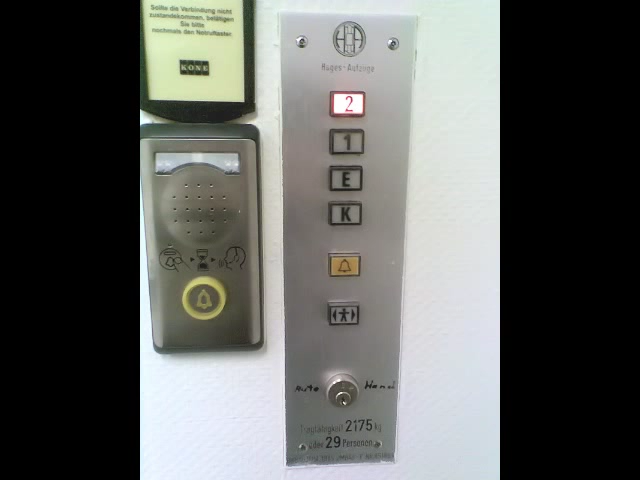 Sollte die Verbindung nicht
zustandekommen, betätigen
Sie bitte
nochmals den Notruftaster.
KONE
Hugen-Aufzüge
2
1
E
K
Auto Hand
Tragfähigkeit 2175 kg
oder 29 Personen